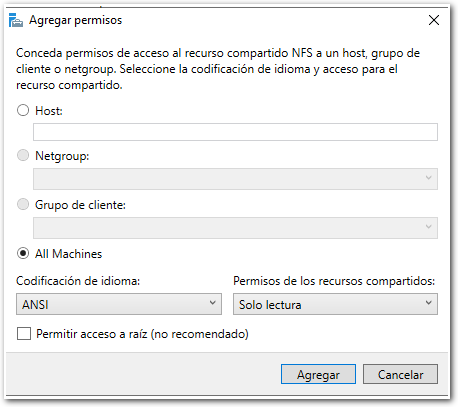 Agregar permisos
Conceda permisos de acceso al recurso compartido NFS a un host, grupo de
cliente o netgroup. Seleccione la codificación de idioma y acceso para el
recurso compartido.
Host:
Netgroup:
Grupo de cliente:
All Machines
Codificación de idioma:
Permisos de los recursos compartidos:
ANSI
Solo lectura
Permitir acceso a raíz (no recomendado)
Agregar
Cancelar